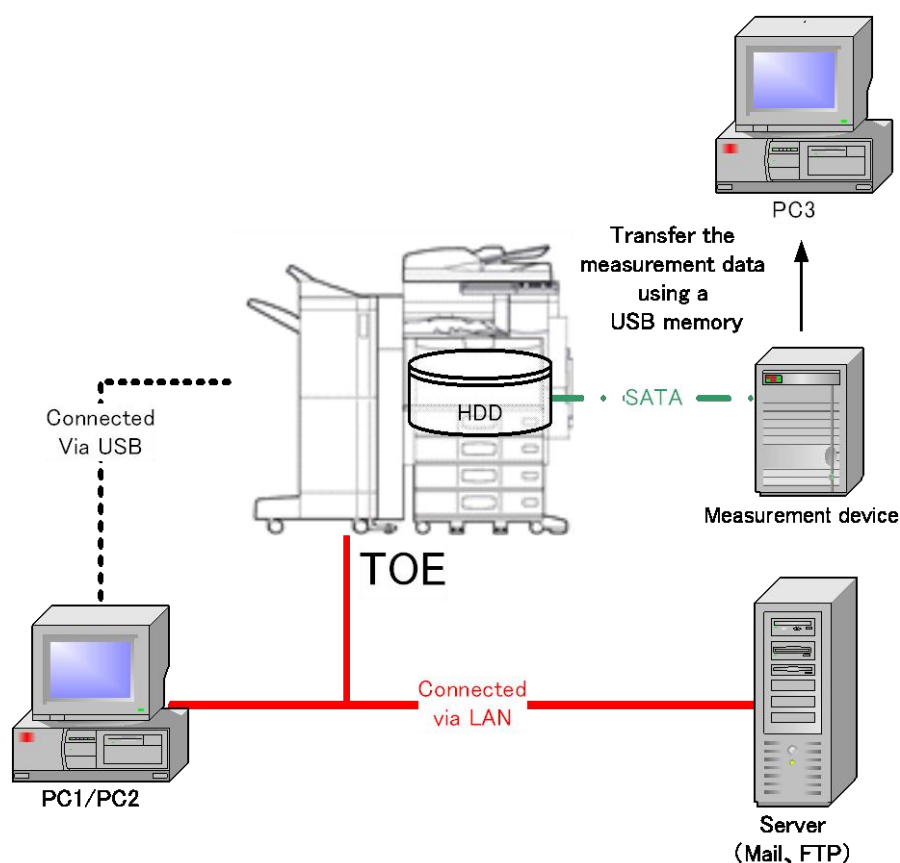 PC3
Transfer the
measurement data
using a
USB memory
HDD
SATA
Connected
Via USB
Measurement device
TOE
Connected
via LAN
PC1/PC2
Server
(Mail、FTP)